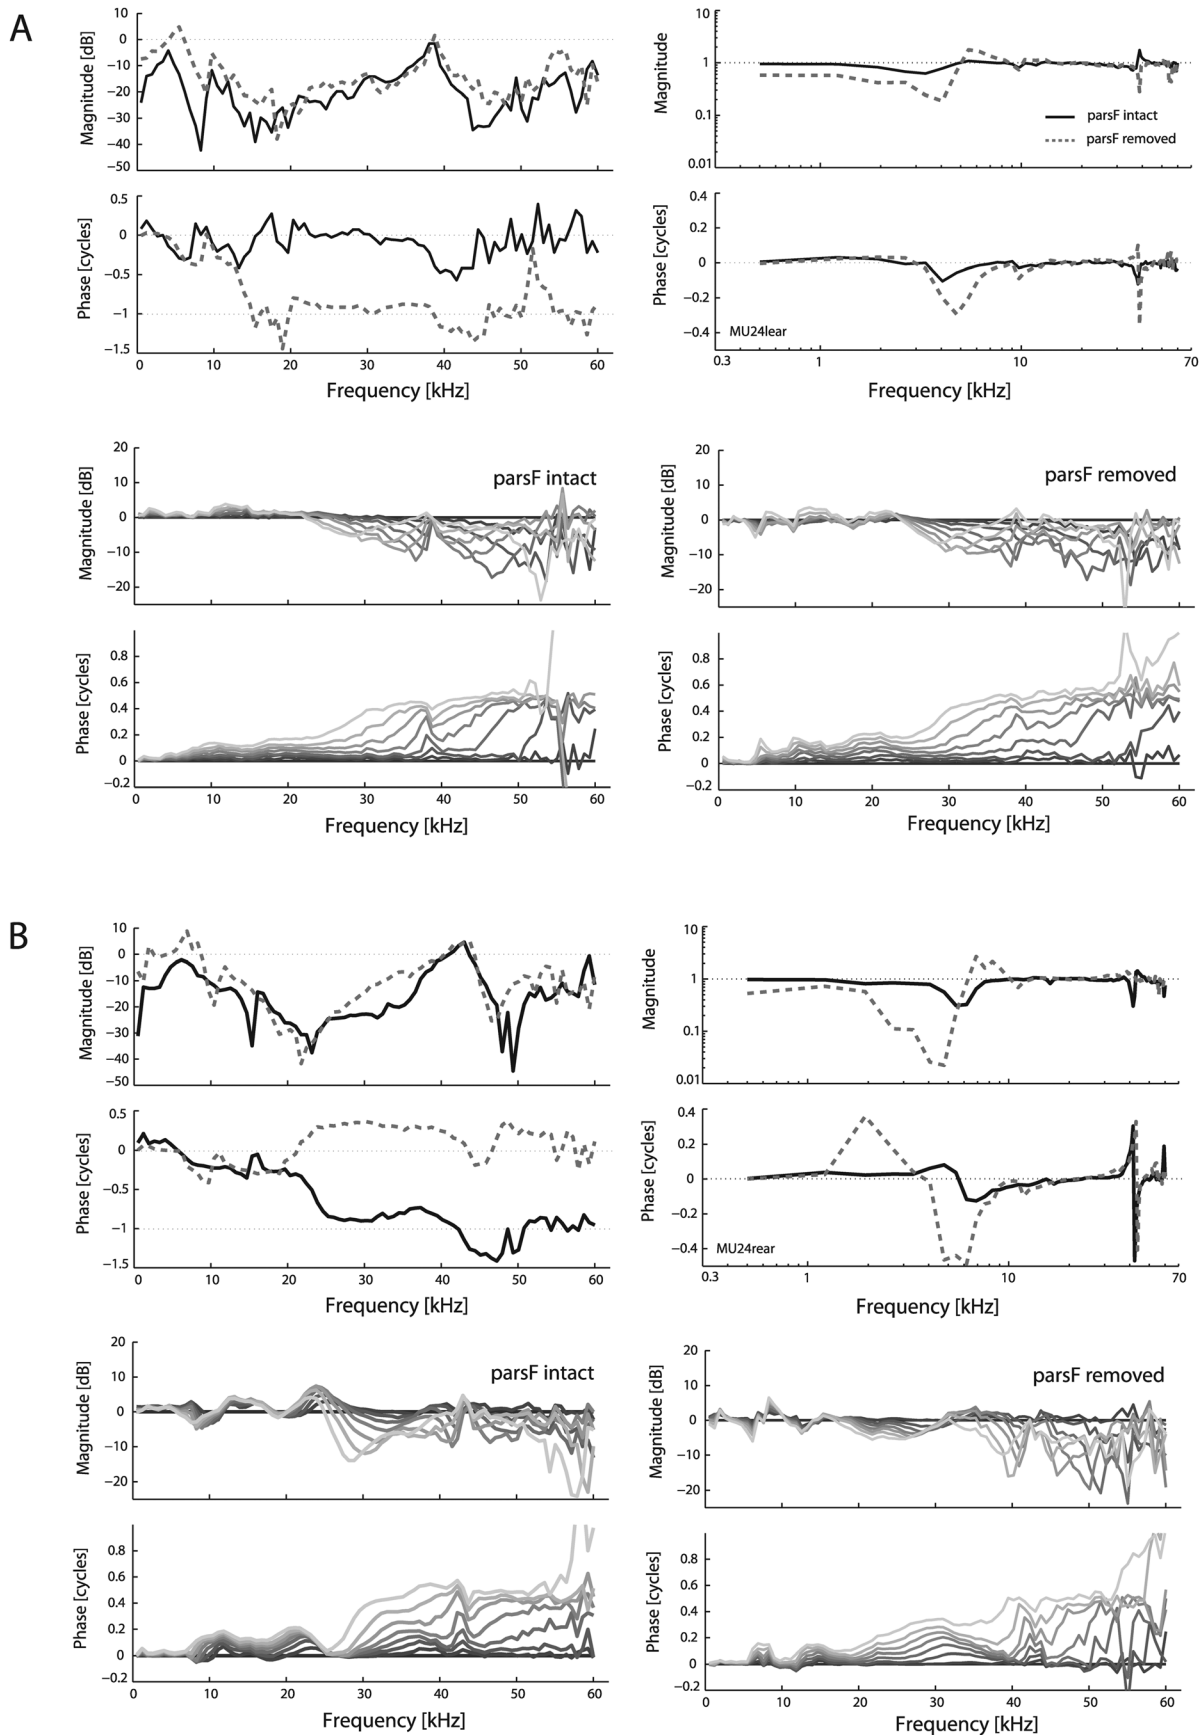 A
Magnitude [dB]
10
0
−10
−20
−30
−40
−50
Phase [cycles]
0.5
0
−0.5
−1
−1.5
0 10 20 30 40 50 60
Frequency [kHz]
Magnitude
10
1
0.1
0.01
parsF intact
parsF removed
Phase [cycles]
0.4
0.2
0
−0.2
−0.4
MU24lear
0.3 1 10 70
Frequency [kHz]
Magnitude [dB]
20
10
0
−10
−20
parsF intact
Phase [cycles]
0.8
0.6
0.4
0.2
0
−0.2
0 10 20 30 40 50 60
Frequency [kHz]
Magnitude [dB]
20
10
0
−10
−20
parsF removed
Phase [cycles]
0.8
0.6
0.4
0.2
0
−0.2
0 10 20 30 40 50 60
Frequency [kHz]
B
Magnitude [dB]
10
0
−10
−20
−30
−40
−50
Phase [cycles]
0.5
0
−0.5
−1
−1.5
0 10 20 30 40 50 60
Frequency [kHz]
Magnitude
10
1
0.1
0.01
Phase [cycles]
0.4
0.2
0
−0.2
−0.4
MU24rear
0.3 1 10 70
Frequency [kHz]
Magnitude [dB]
20
10
0
−10
−20
parsF intact
Phase [cycles]
0.8
0.6
0.4
0.2
0
−0.2
0 10 20 30 40 50 60
Frequency [kHz]
Magnitude [dB]
20
10
0
−10
−20
parsF removed
Phase [cycles]
0.8
0.6
0.4
0.2
0
−0.2
0 10 20 30 40 50 60
Frequency [kHz]